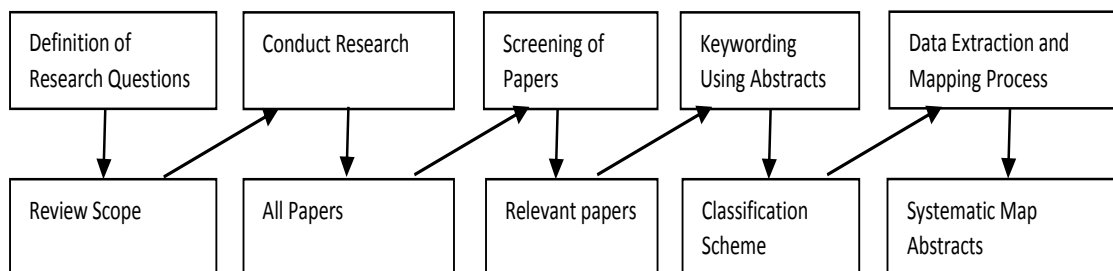 Definition of
Research Questions
Conduct Research
Screening of
Papers
Keywording
Using Abstracts
Data Extraction and
Mapping Process
Review Scope
All Papers
Relevant papers
Classification
Scheme
Systematic Map
Abstracts